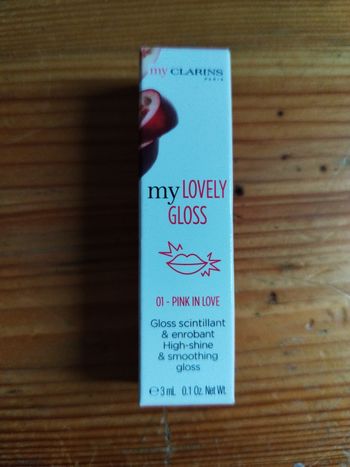 my CLARINS
PARIS
my LOVELY
GLOSS
01 - PINK IN LOVE
Gloss scintillant
& enrobant
High-shine
& smoothing
gloss
℮ 3 mL 0.1 Oz. Net Wt.